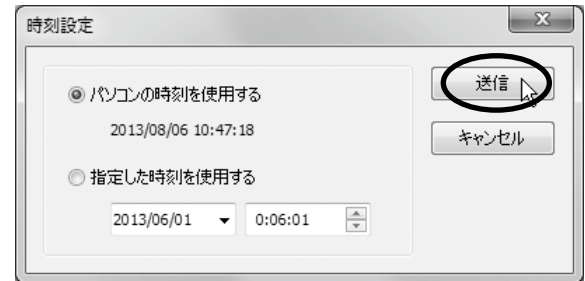 時刻設定
パソコンの時刻を使用する
2013/08/06 10:47:18
指定した時刻を使用する
2013/06/01 0:06:01
送信
キャンセル